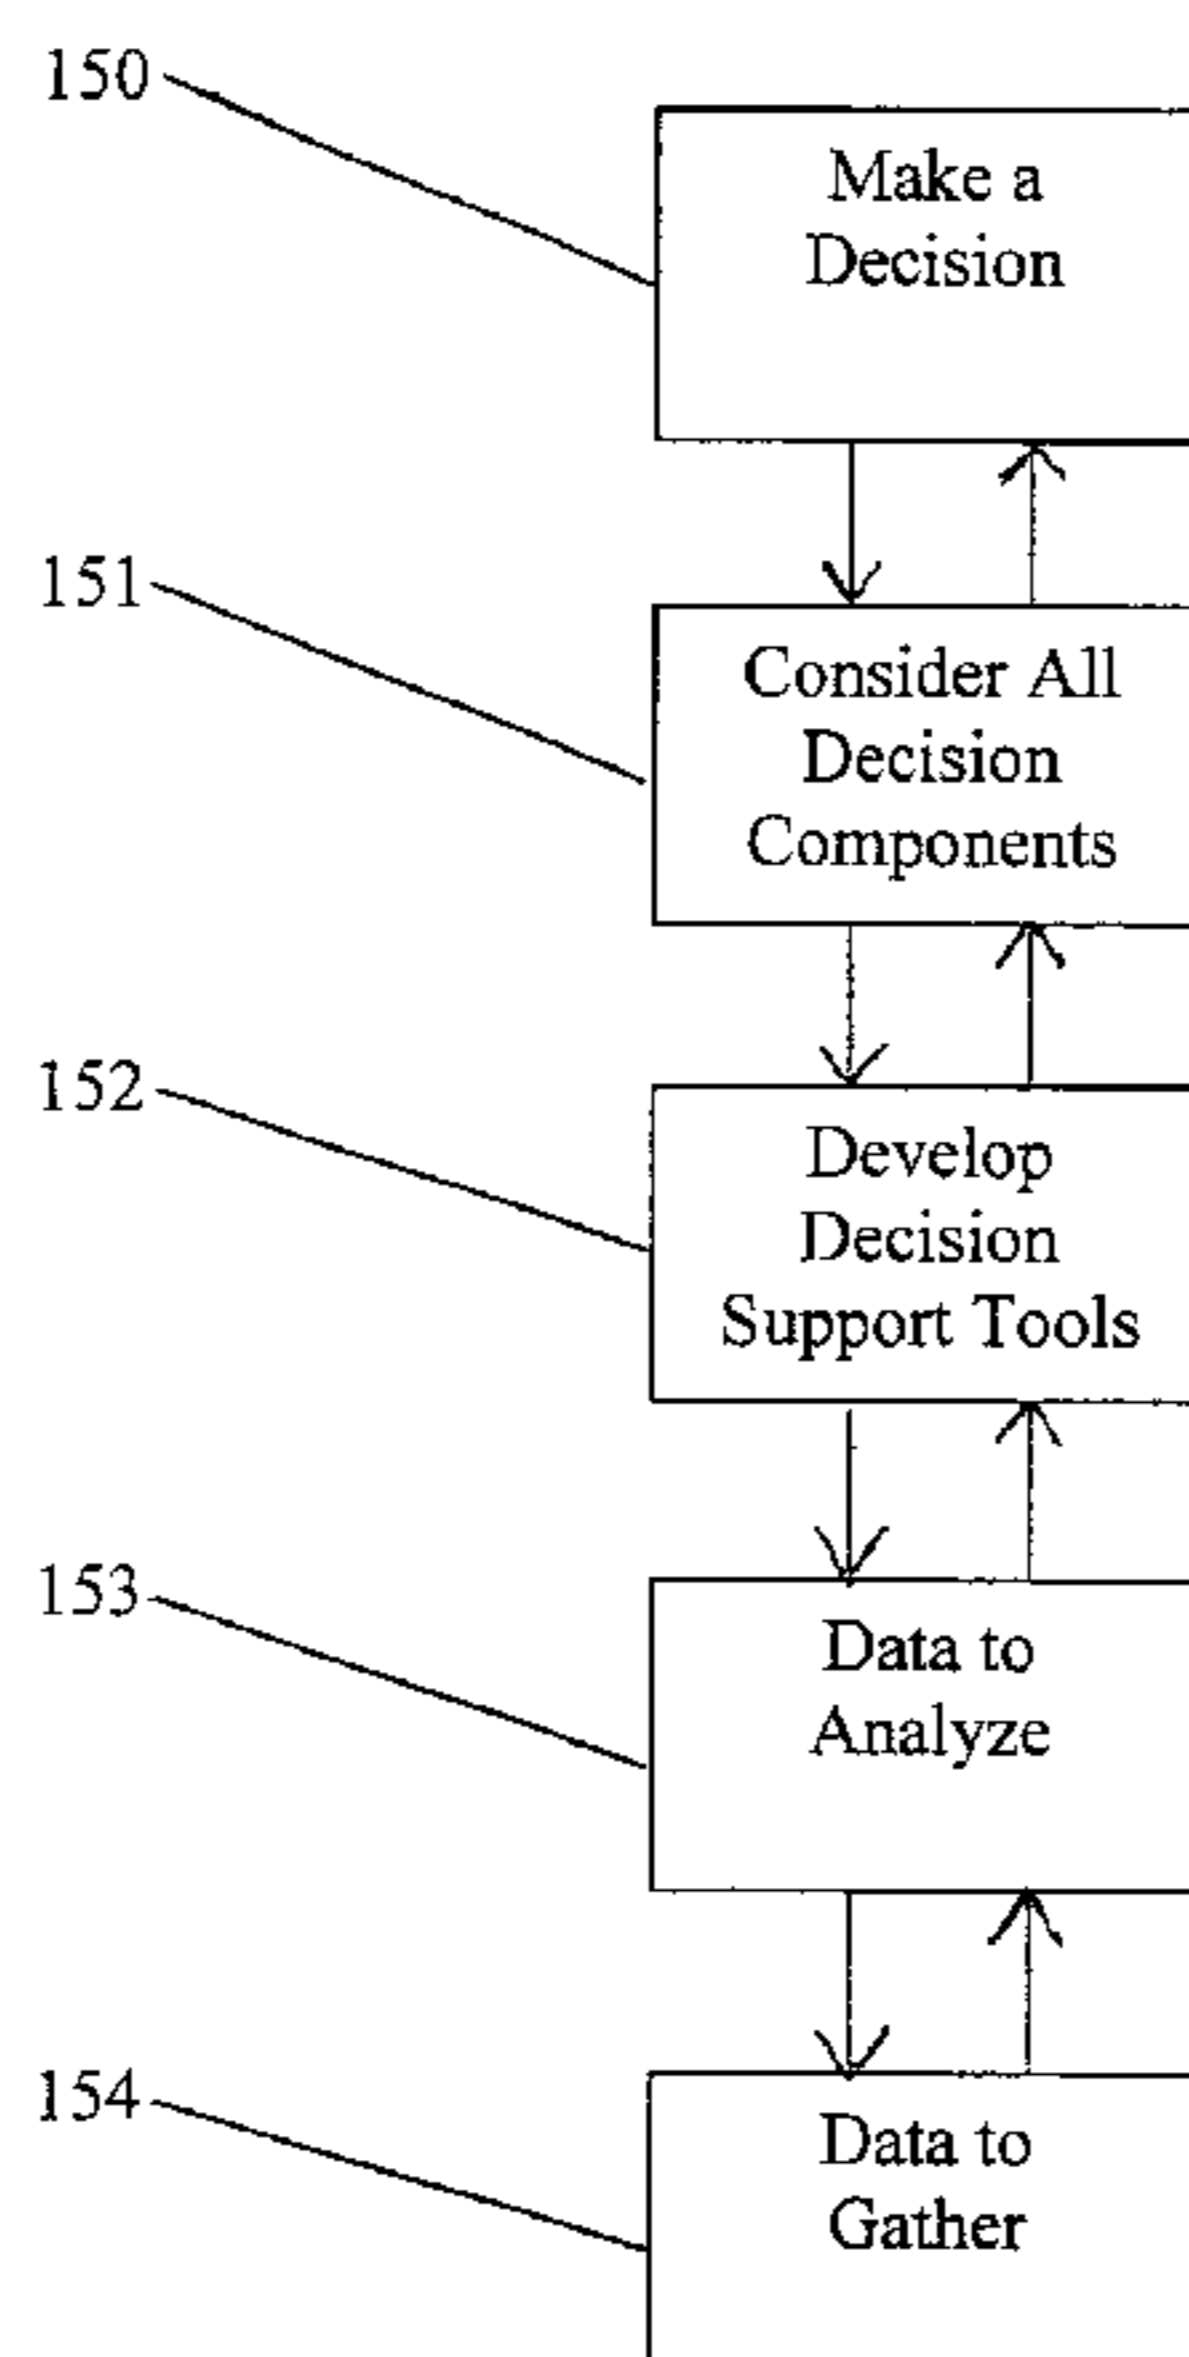 150
Make a
Decision
151
Consider All
Decision
Components
152
Develop
Decision
Support Tools
153
Data to
Analyze
154
Data to
Gather